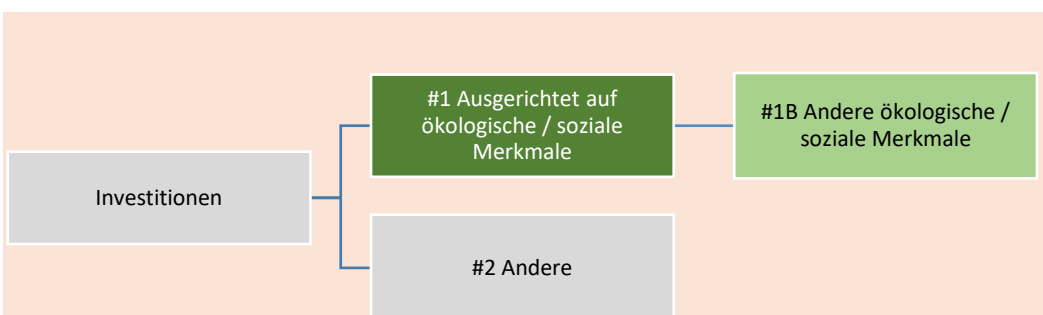 Investitionen
#1 Ausgerichtet auf
ökologische / soziale
Merkmale
#1B Andere ökologische /
soziale Merkmale
#2 Andere